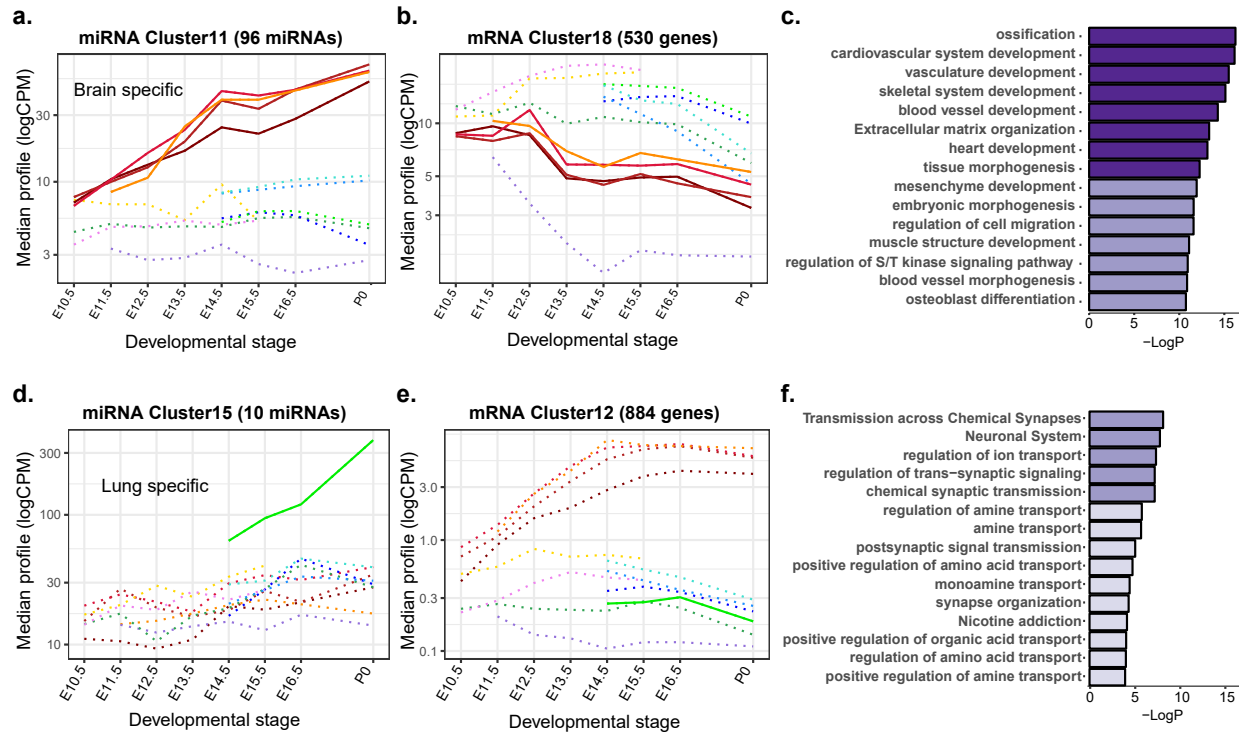 a.
miRNA Cluster11 (96 miRNAs)
Brain specific
Median profile (logCPM)
30
10
3
E10.5
E11.5
E12.5
E13.5
E14.5
E15.5
E16.5
P0
Developmental stage
b.
mRNA Cluster18 (530 genes)
Median profile (logCPM)
10
5
3
E10.5
E11.5
E12.5
E13.5
E14.5
E15.5
E16.5
P0
Developmental stage
c.
ossification
cardiovascular system development
vasculature development
skeletal system development
blood vessel development
Extracellular matrix organization
heart development
tissue morphogenesis
mesenchyme development
embryonic morphogenesis
regulation of cell migration
muscle structure development
regulation of S/T kinase signaling pathway
blood vessel morphogenesis
osteoblast differentiation
0 5 10 15
−LogP
d.
miRNA Cluster15 (10 miRNAs)
Lung specific
Median profile (logCPM)
300
100
30
10
E10.5
E11.5
E12.5
E13.5
E14.5
E15.5
E16.5
P0
Developmental stage
e.
mRNA Cluster12 (884 genes)
Median profile (logCPM)
3.0
1.0
0.3
0.1
E10.5
E11.5
E12.5
E13.5
E14.5
E15.5
E16.5
P0
Developmental stage
f.
Transmission across Chemical Synapses
Neuronal System
regulation of ion transport
regulation of trans−synaptic signaling
chemical synaptic transmission
regulation of amine transport
amine transport
postsynaptic signal transmission
positive regulation of amino acid transport
monoamine transport
synapse organization
Nicotine addiction
positive regulation of organic acid transport
regulation of amino acid transport
positive regulation of amine transport
0 5 10 15
−LogP